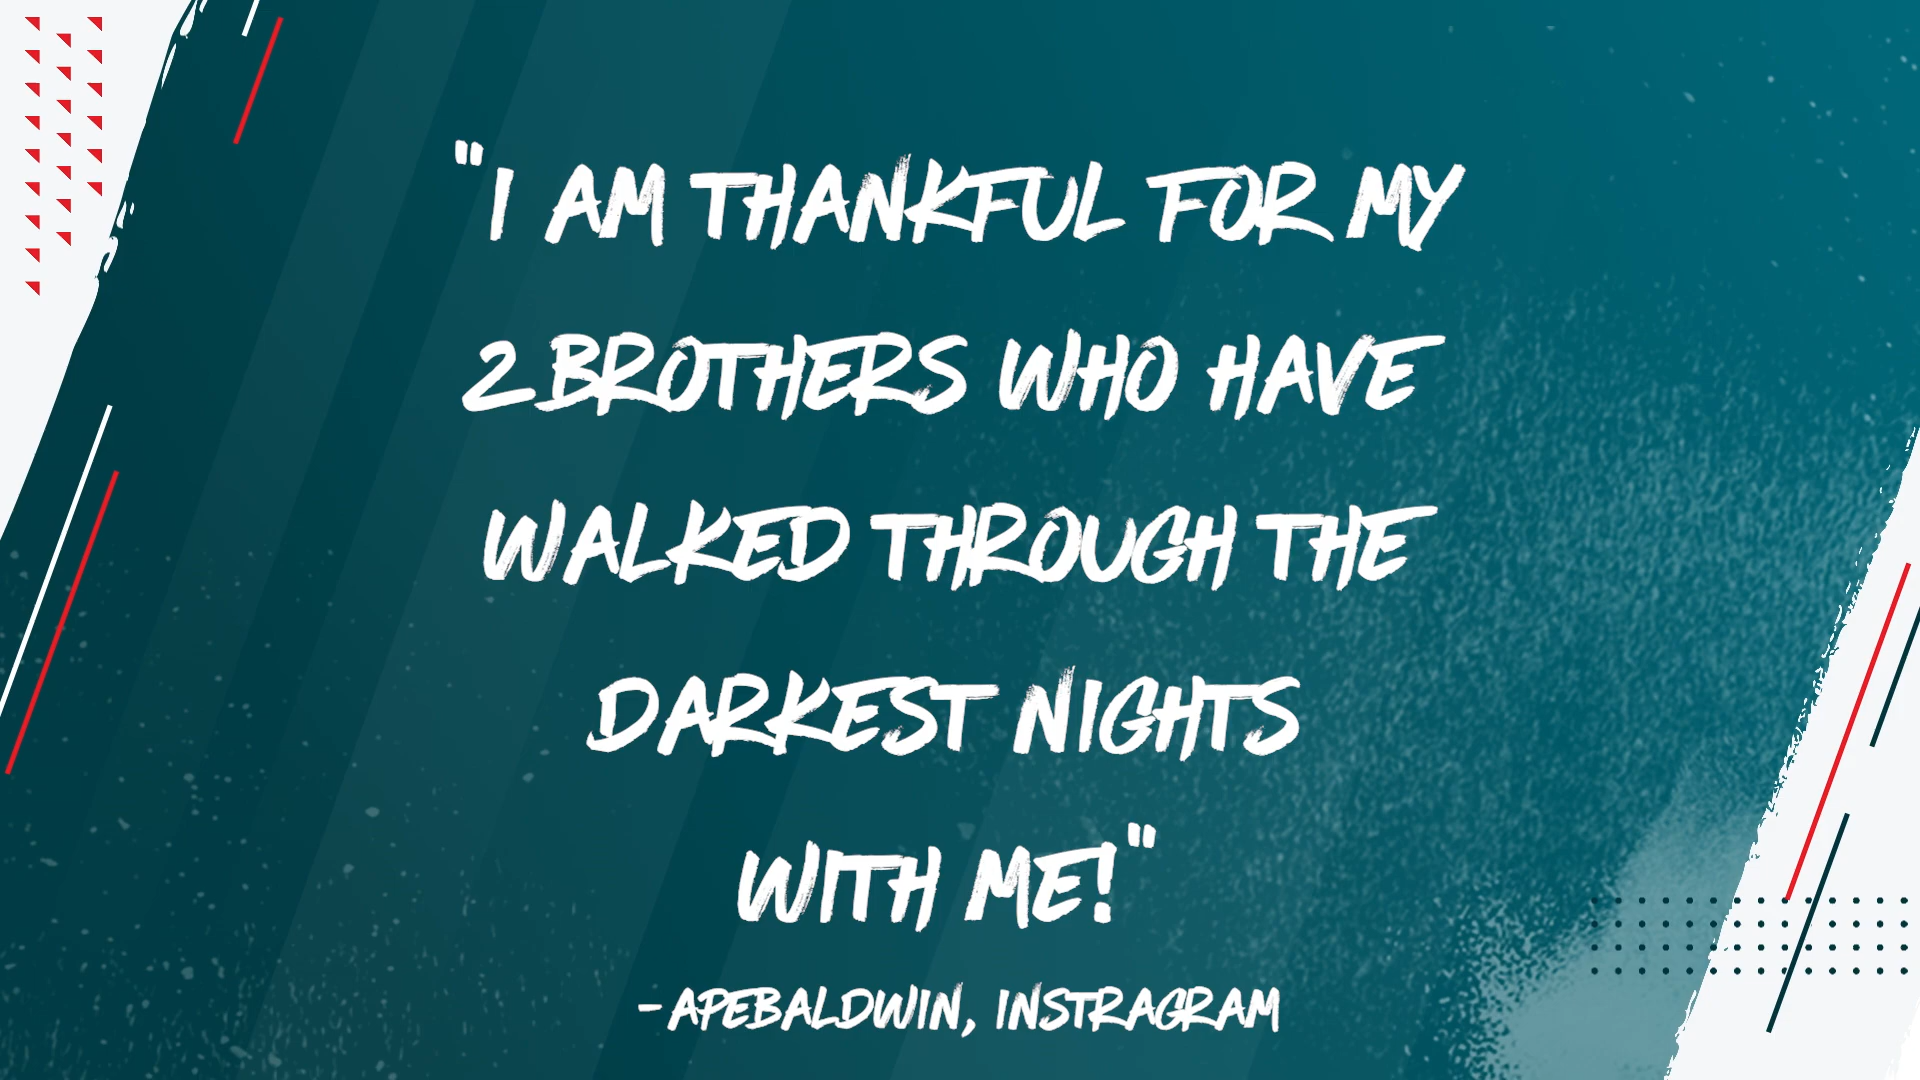 "I AM THANKFUL FOR MY
2 BROTHERS WHO HAVE
WALKED THROUGH THE
DARKEST NIGHTS
WITH ME!"
- APEBALDWIN, INSTRAGRAM